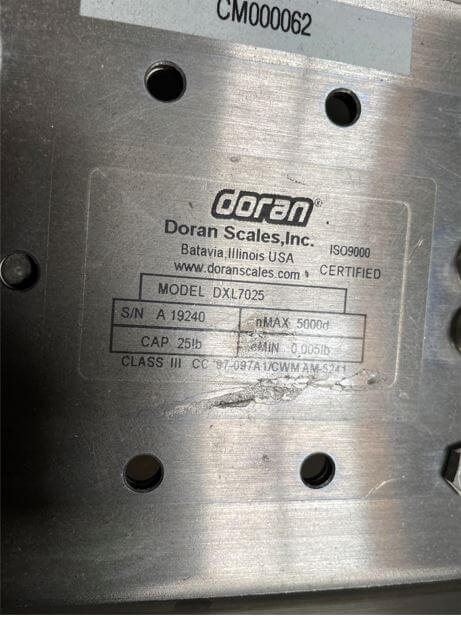 CM000062
doran®
Doran Scales,Inc.
Batavia,Illinois USA
www.doranscales.com
ISO9000
CERTIFIED
MODEL DXL7025
S/N A 19240
nMAX 5000d
CAP. 25lb
eMIN 0.005lb
CLASS III CC 97-097A1/CWM AM-5241